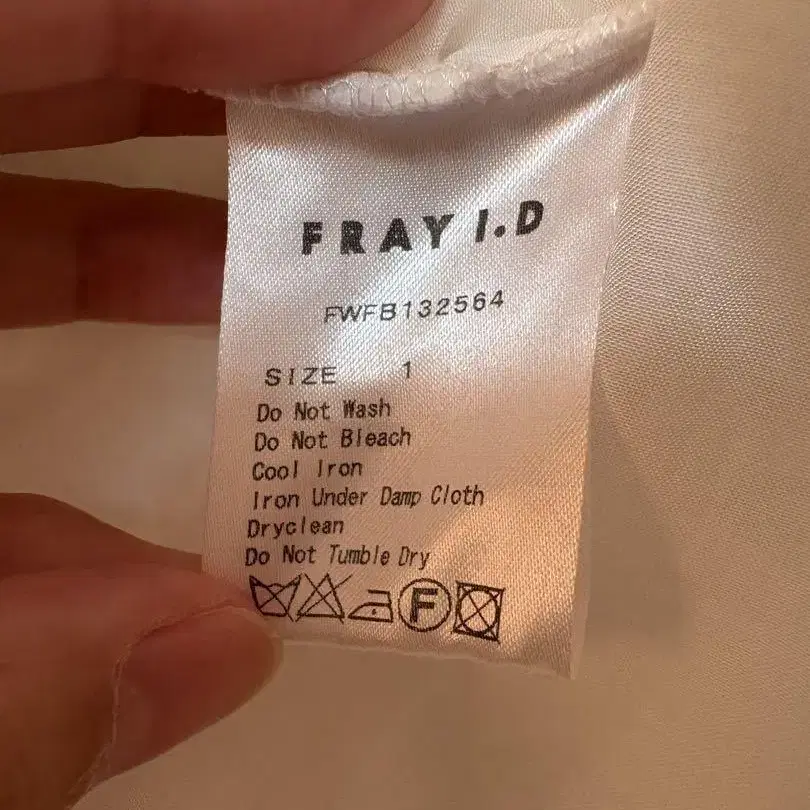 FRAY I.D
FWFB132564
SIZE 1
Do Not Wash
Do Not Bleach
Cool Iron
Iron Under Damp Cloth
Dryclean
Do Not Tumble Dry
F